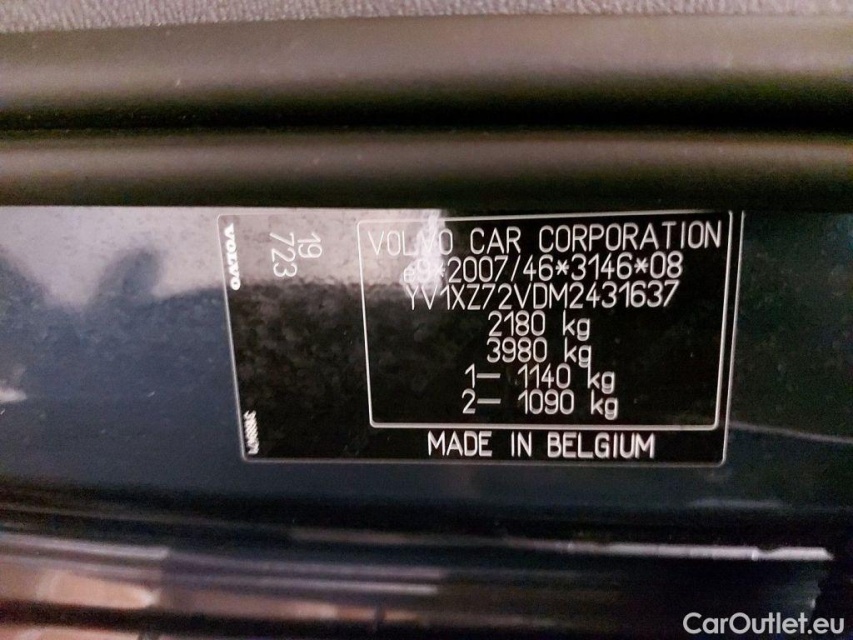 VOLVO
19
723
VOLVO CAR CORPORATION
e9*2007/46*3146*08
YV1XZ72VDM2431637
2180 kg
3980 kg
1– 1140 kg
2– 1090 kg
MADE IN BELGIUM
CarOutlet.eu